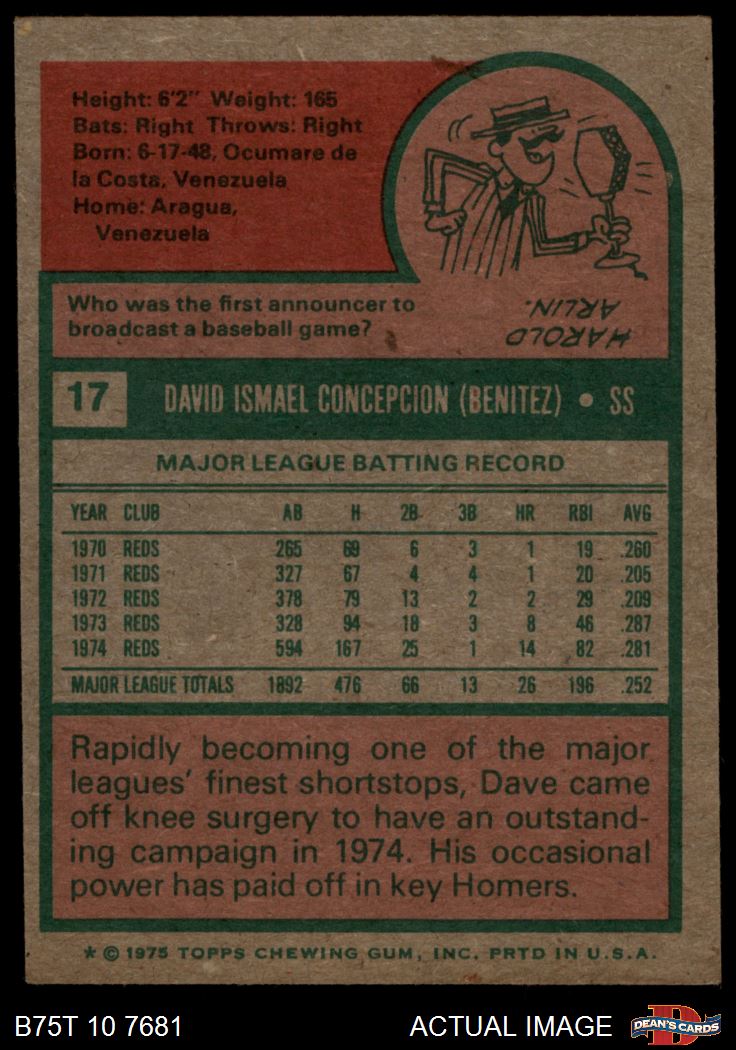 Height: 6'2" Weight: 165
Bats: Right Throws: Right
Born: 6-17-48, Ocumare de
la Costa, Venezuela
Home: Aragua,
Venezuela
Who was the first announcer to
broadcast a baseball game?
HAROLD
ARLIN.
17 DAVID ISMAEL CONCEPCION (BENITEZ) • SS
MAJOR LEAGUE BATTING RECORD
YEAR CLUB AB H 2B 3B HR RBI AVG
1970 REDS 265 69 6 3 1 19 .260
1971 REDS 327 67 4 4 1 20 .205
1972 REDS 378 79 13 2 2 29 .209
1973 REDS 328 94 18 3 8 46 .287
1974 REDS 594 167 25 1 14 82 .281
MAJOR LEAGUE TOTALS 1892 476 66 13 26 196 .252
Rapidly becoming one of the major
leagues' finest shortstops, Dave came
off knee surgery to have an outstand-
ing campaign in 1974. His occasional
power has paid off in key Homers.
* © 1975 TOPPS CHEWING GUM, INC. PRTD IN U.S.A.
B75T 10 7681 ACTUAL IMAGE D DEAN'S CARDS